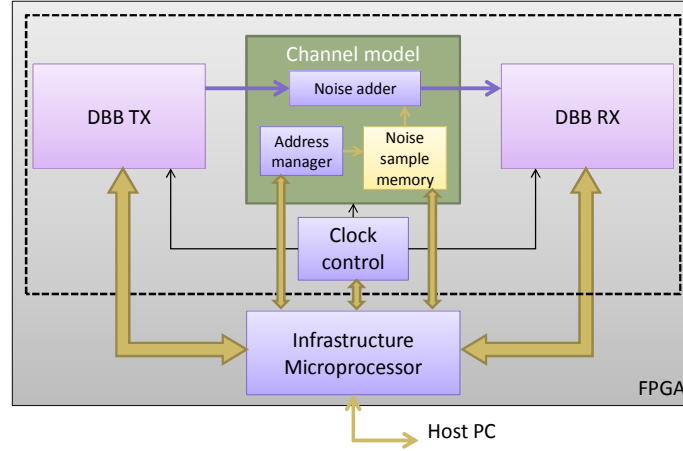 Channel model
DBB TX
Noise adder
DBB RX
Address
manager
Noise
sample
memory
Clock
control
Infrastructure
Microprocessor
FPGA
Host PC